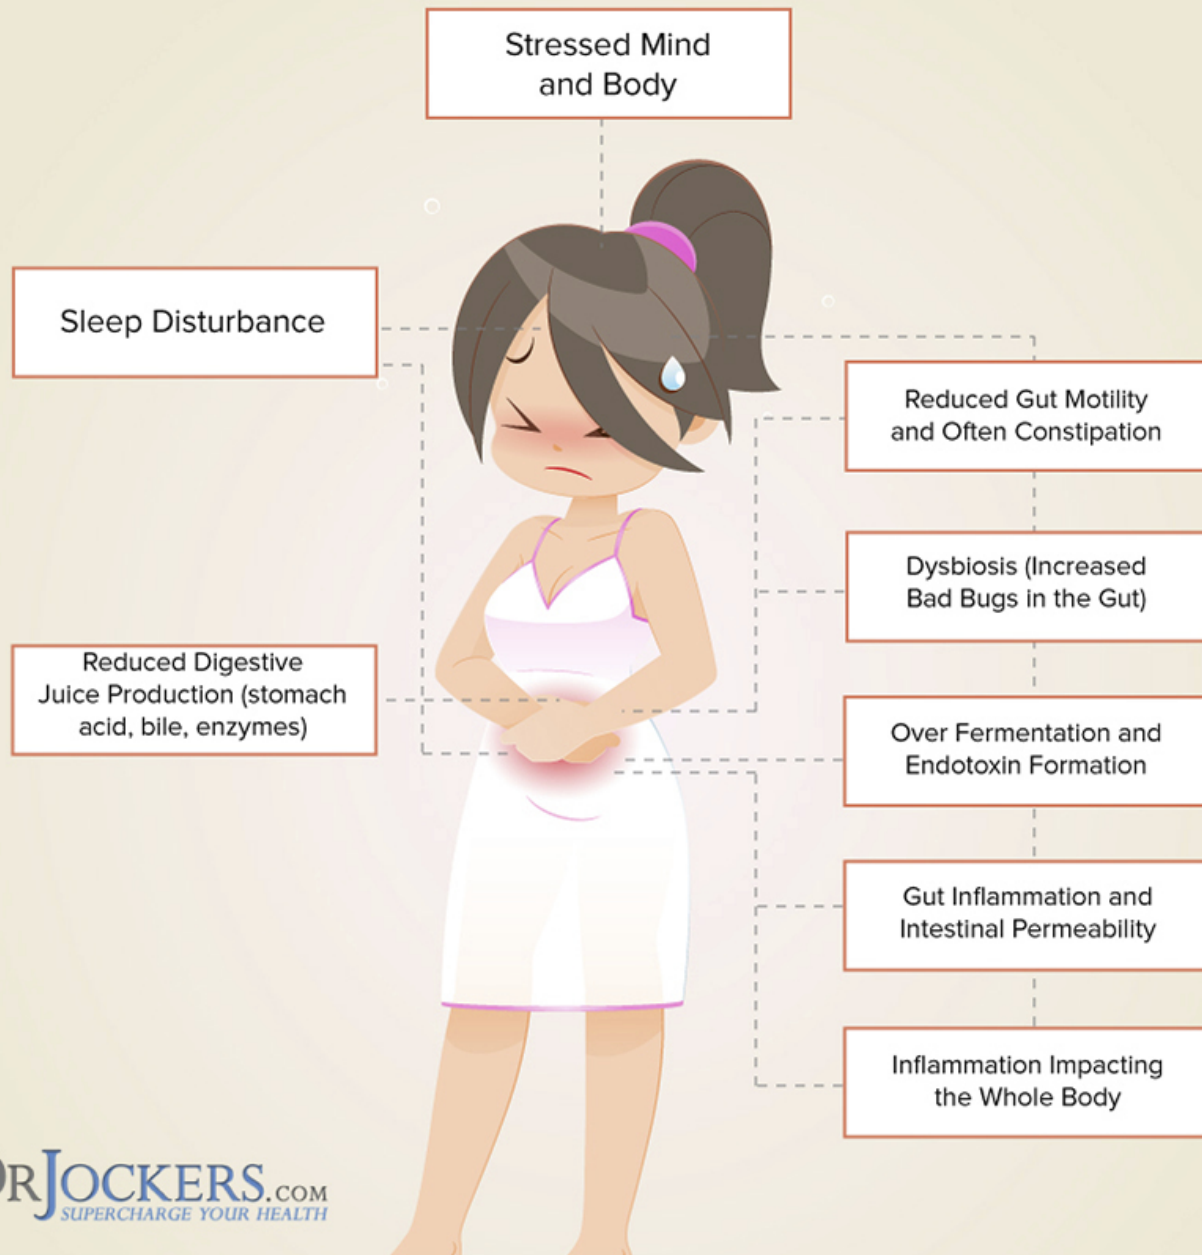 Stressed Mind
and Body
Sleep Disturbance
Reduced Gut Motility
and Often Constipation
Dysbiosis (Increased
Bad Bugs in the Gut)
Reduced Digestive
Juice Production (stomach
acid, bile, enzymes)
Over Fermentation and
Endotoxin Formation
Gut Inflammation and
Intestinal Permeability
Inflammation Impacting
the Whole Body
DRJOCKERS.COM
SUPERCHARGE YOUR HEALTH